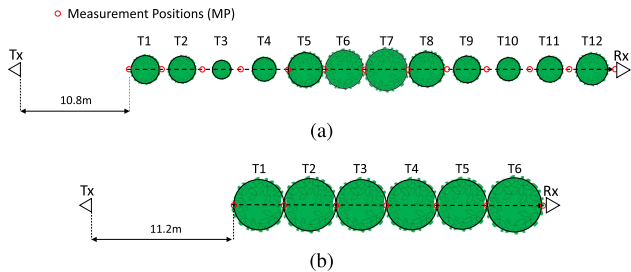 Measurement Positions (MP)
Tx T1 T2 T3 T4 T5 T6 T7 T8 T9 T10 T11 T12 Rx
10.8m
(a)
Tx T1 T2 T3 T4 T5 T6 Rx
11.2m
(b)